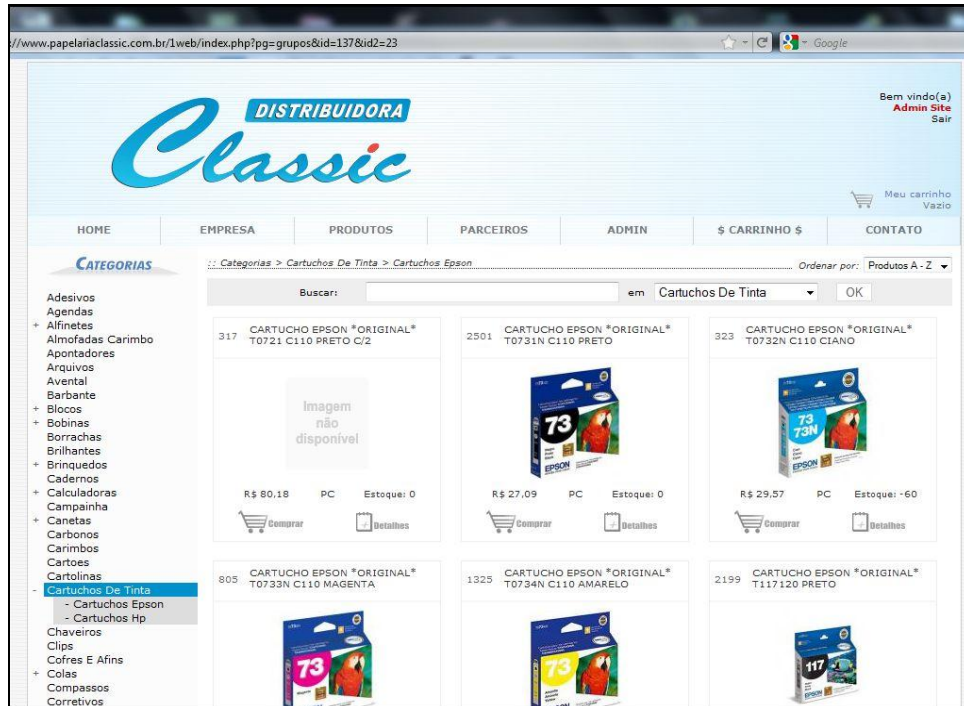 ://www.papelariaclassic.com.br/1web/index.php?pg=grupos&id=137&id2=23
Google
DISTRIBUIDORA
Classic
Bem vindo(a)
Admin Site
Sair
Meu carrinho
Vazio
HOME EMPRESA PRODUTOS PARCEIROS ADMIN $ CARRINHO $ CONTATO
CATEGORIAS
Adesivos
Agendas
+ Alfinetes
Almofadas Carimbo
Apontadores
Arquivos
Avental
Barbante
+ Blocos
+ Bobinas
Borrachas
Brilhantes
+ Brinquedos
Cadernos
+ Calculadoras
Campainha
+ Canetas
Carbonos
Carimbos
Cartoes
Cartolinas
- Cartuchos De Tinta
- Cartuchos Epson
- Cartuchos Hp
Chaveiros
Clips
Cofres E Afins
+ Colas
Compassos
Corretivos
:: Categorias > Cartuchos De Tinta > Cartuchos Epson
Ordenar por: Produtos A - Z
Buscar: em Cartuchos De Tinta OK
317 CARTUCHO EPSON *ORIGINAL*
T0721 C110 PRETO C/2
Imagem
não
disponível
R$ 80,18 PC Estoque: 0
Comprar Detalhes
2501 CARTUCHO EPSON *ORIGINAL*
T0731N C110 PRETO
73
EPSON
R$ 27,09 PC Estoque: 0
Comprar Detalhes
323 CARTUCHO EPSON *ORIGINAL*
T0732N C110 CIANO
73
73N
EPSON
R$ 29,57 PC Estoque: -60
Comprar Detalhes
805 CARTUCHO EPSON *ORIGINAL*
T0733N C110 MAGENTA
73
1325 CARTUCHO EPSON *ORIGINAL*
T0734N C110 AMARELO
73
2199 CARTUCHO EPSON *ORIGINAL*
T117120 PRETO
117
EPSON